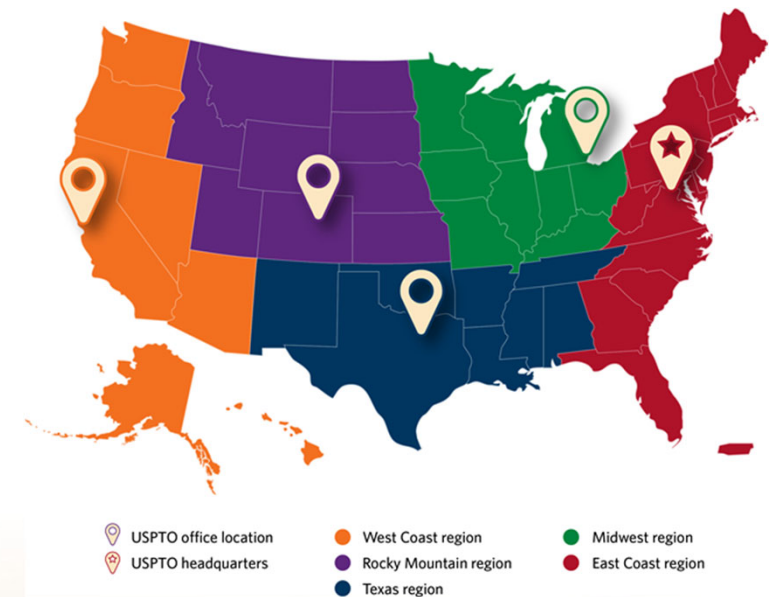 USPTO office location
USPTO headquarters
West Coast region
Rocky Mountain region
Texas region
Midwest region
East Coast region